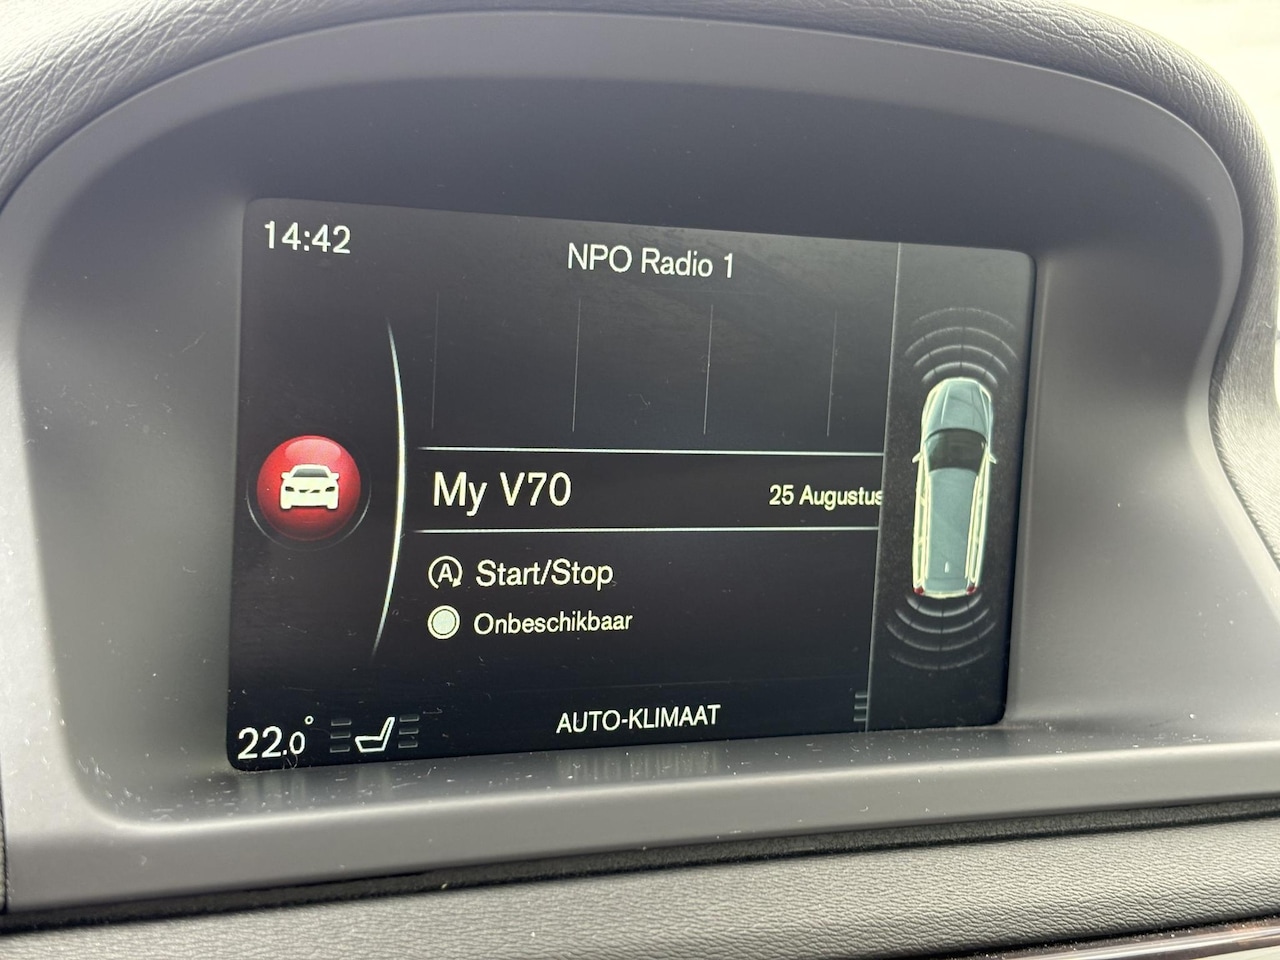 14:42
NPO Radio 1
My V70
25 Augustus
A Start/Stop
Onbeschikbaar
22.0°
AUTO-KLIMAAT